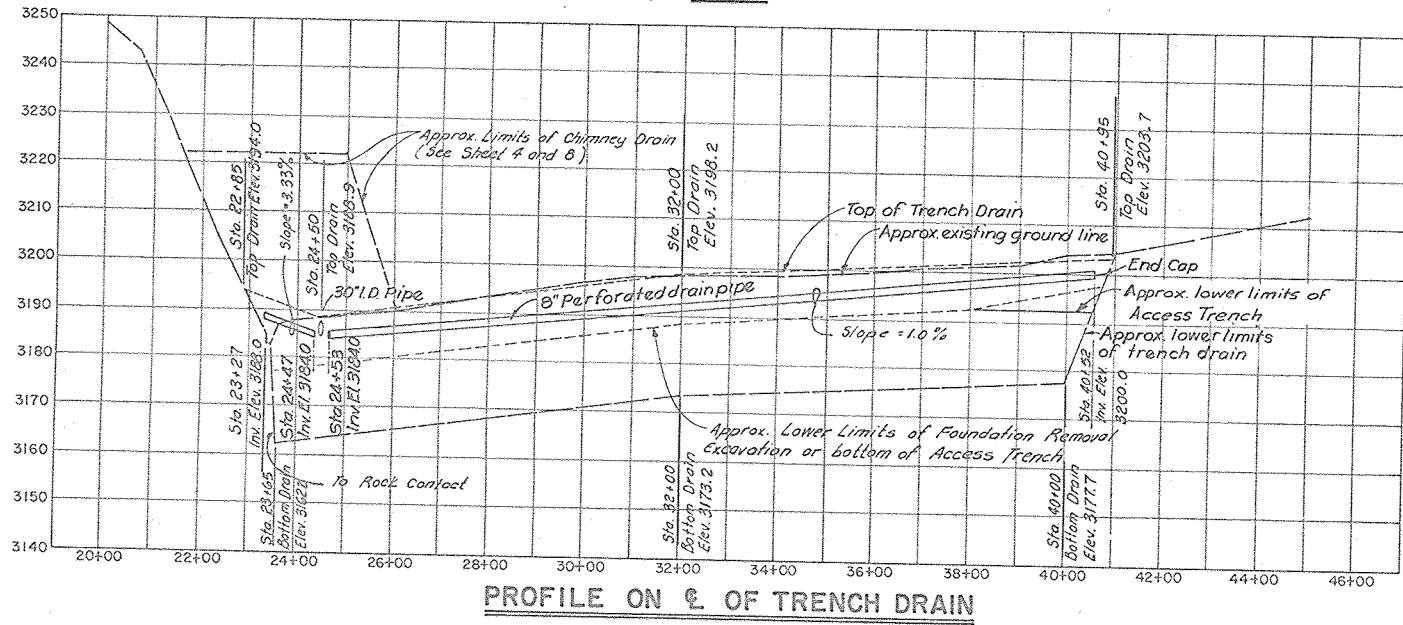 3250
3240
3230
3220
3210
3200
3190
3180
3170
3160
3150
3140
20+00
22+00
24+00
26+00
28+00
30+00
32+00
34+00
36+00
38+00
40+00
42+00
44+00
46+00
Sta. 22+85
Top Drain Elev. 3194.0
Slope = 3.33%
Sta. 24+50
Top Drain
Elev. 3188.9
Approx. Limits of Chimney Drain
(See Sheet 4 and 8)
30" I.D. Pipe
8" Perforated drain pipe
Sta. 32+00
Top Drain
Elev. 3198.2
Top of Trench Drain
Approx. existing ground line
Slope = 1.0 %
Sta. 40+95
Top Drain
Elev. 3203.7
End Cap
Approx. lower limits of
Access Trench
Approx. lower limits
of trench drain
Sta. 23+27
Inv. Elev. 3188.0
Sta. 24+47
Inv. El. 3184.0
Sta. 24+53
Inv. El. 3184.0
Sta. 40+52
Inv. Elev.
3200.0
Approx. Lower Limits of Foundation Removal
Excavation or bottom of Access Trench
To Rock Contact
Sta. 23+65
Bottom Drain
Sta. 32+00
Bottom Drain
Elev. 3173.2
Sta. 40+00
Bottom Drain
Elev. 3177.7
PROFILE ON ℄ OF TRENCH DRAIN